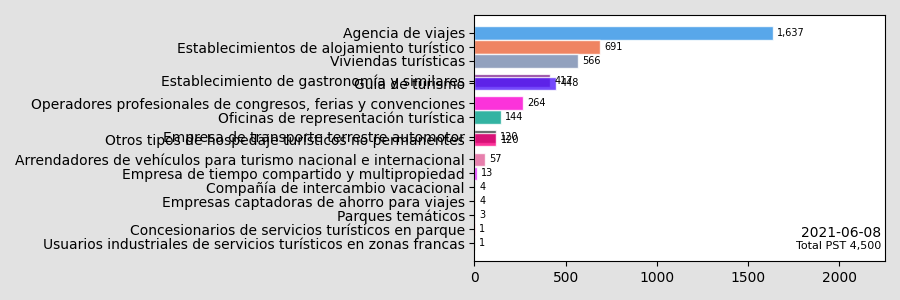 Agencia de viajes 1,637
Establecimientos de alojamiento turístico 691
Viviendas turísticas 566
Establecimiento de gastronomía y similares 417
Guia de turismo 448
Operadores profesionales de congresos, ferias y convenciones 264
Oficinas de representación turística 144
Empresa de transporte terrestre automotor 120
Otros tipos de hospedaje turísticos no permanentes 120
Arrendadores de vehículos para turismo nacional e internacional 57
Empresa de tiempo compartido y multipropiedad 13
Compañía de intercambio vacacional 4
Empresas captadoras de ahorro para viajes 4
Parques temáticos 3
Concesionarios de servicios turísticos en parque 1
Usuarios industriales de servicios turísticos en zonas francas 1
2021-06-08
Total PST 4,500
0 500 1000 1500 2000